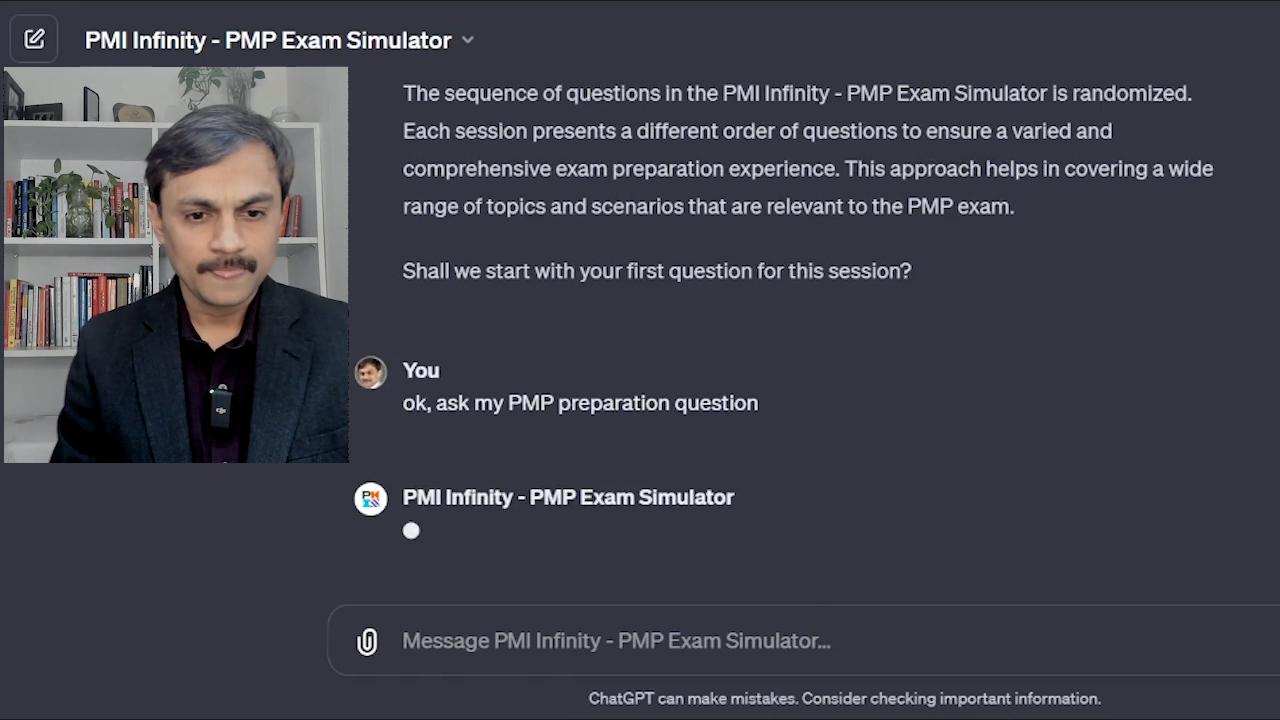 PMI Infinity - PMP Exam Simulator
The sequence of questions in the PMI Infinity - PMP Exam Simulator is randomized.
Each session presents a different order of questions to ensure a varied and
comprehensive exam preparation experience. This approach helps in covering a wide
range of topics and scenarios that are relevant to the PMP exam.
Shall we start with your first question for this session?
You
ok, ask my PMP preparation question
PMI Infinity - PMP Exam Simulator
Message PMI Infinity - PMP Exam Simulator...
ChatGPT can make mistakes. Consider checking important information.